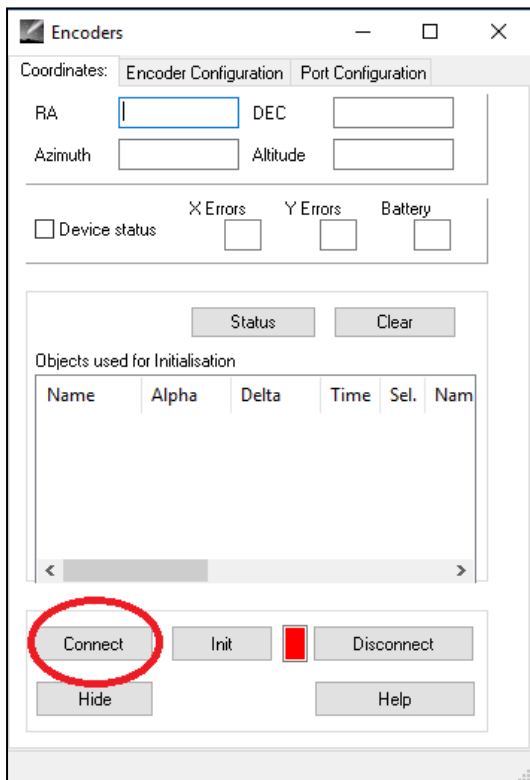 Encoders
Coordinates: Encoder Configuration Port Configuration
RA DEC
Azimuth Altitude
X Errors Y Errors Battery
Device status
Status Clear
Objects used for Initialisation
Name Alpha Delta Time Sel. Nam
Connect Init Disconnect
Hide Help